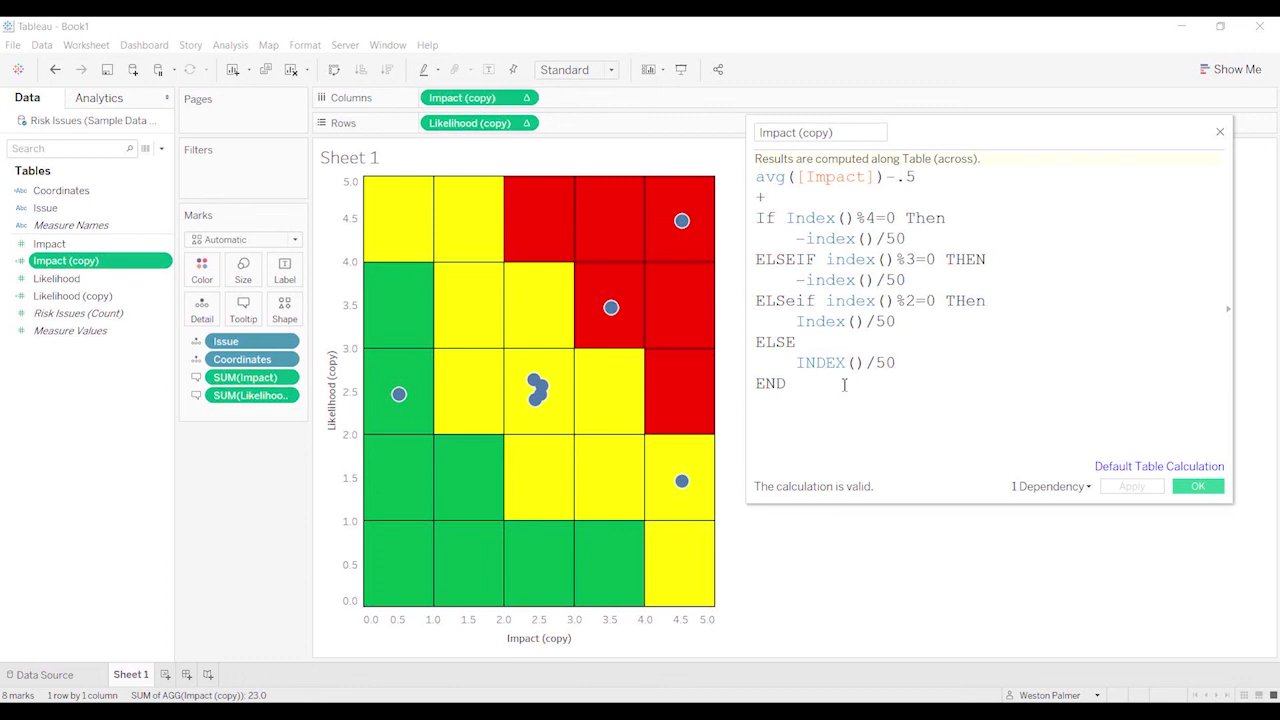 Tableau - Book1
File Data Worksheet Dashboard Story Analysis Map Format Server Window Help
Standard
Show Me
Data Analytics
Risk Issues (Sample Data ...
Search
Tables
Abc Coordinates
Abc Issue
Abc Measure Names
Impact
Impact (copy)
Likelihood
Likelihood (copy)
Risk Issues (Count)
Measure Values
Pages
Filters
Marks
Automatic
Color Size Label
Detail Tooltip Shape
Issue
Coordinates
SUM(Impact)
SUM(Likelihoo..
Columns Impact (copy) Δ
Rows Likelihood (copy) Δ
Sheet 1
Likelihood (copy)
5.0
4.5
4.0
3.5
3.0
2.5
2.0
1.5
1.0
0.5
0.0
0.0 0.5 1.0 1.5 2.0 2.5 3.0 3.5 4.0 4.5 5.0
Impact (copy)
Impact (copy)
Results are computed along Table (across).
avg([Impact])-.5
+
If Index()%4=0 Then
-index()/50
ELSEIF index()%3=0 THEN
-index()/50
ELSeif index()%2=0 THen
Index()/50
ELSE
INDEX()/50
END
Default Table Calculation
The calculation is valid.
1 Dependency
Apply
OK
Data Source Sheet 1
8 marks 1 row by 1 column SUM of AGG(Impact (copy)): 23.0
Weston Palmer